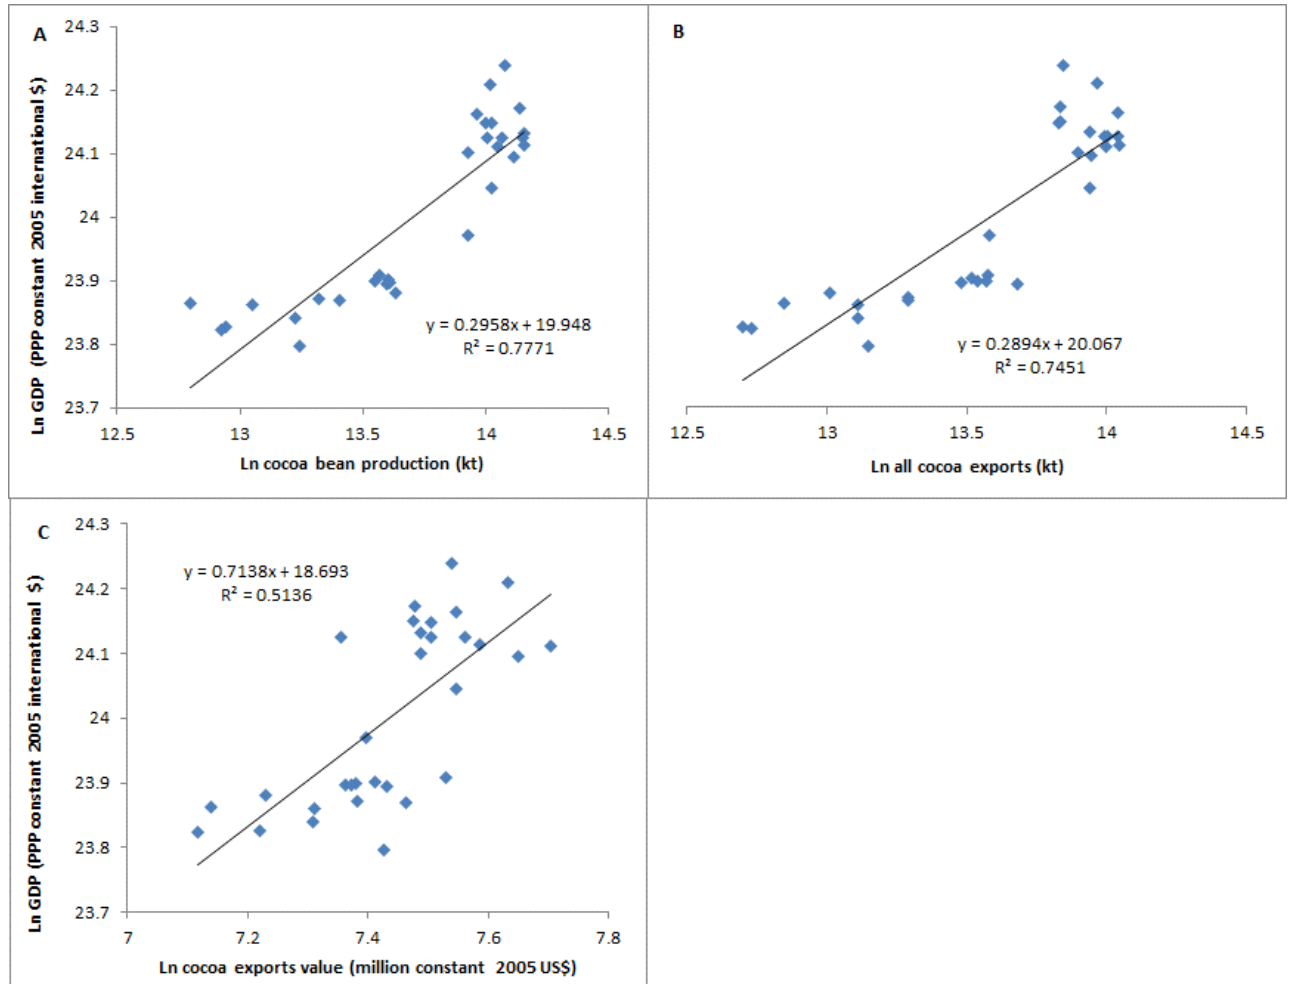 A
Ln GDP (PPP constant 2005 international $)
24.3
24.2
24.1
24
23.9
23.8
23.7
y = 0.2958x + 19.948
R² = 0.7771
12.5 13 13.5 14 14.5
Ln cocoa bean production (kt)
B
y = 0.2894x + 20.067
R² = 0.7451
12.5 13 13.5 14 14.5
Ln all cocoa exports (kt)
C
Ln GDP (PPP constant 2005 international $)
24.3
24.2
24.1
24
23.9
23.8
23.7
y = 0.7138x + 18.693
R² = 0.5136
7 7.2 7.4 7.6 7.8
Ln cocoa exports value (million constant 2005 US$)